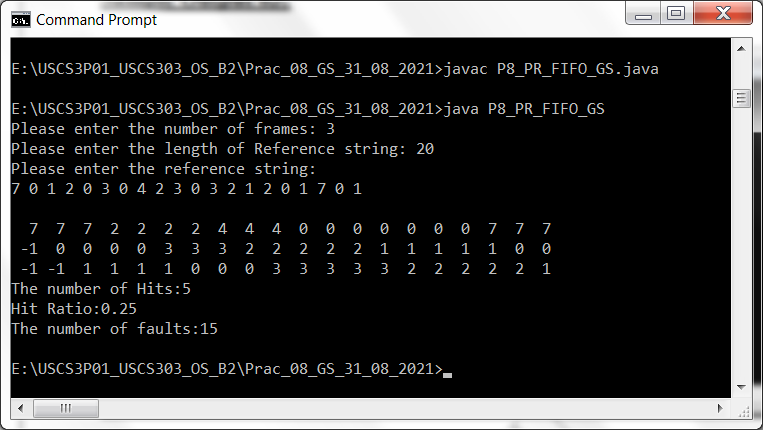 C:\. Command Prompt
E:\USCS3P01_USCS303_OS_B2\Prac_08_GS_31_08_2021>javac P8_PR_FIFO_GS.java
E:\USCS3P01_USCS303_OS_B2\Prac_08_GS_31_08_2021>java P8_PR_FIFO_GS
Please enter the number of frames: 3
Please enter the length of Reference string: 20
Please enter the reference string:
7 0 1 2 0 3 0 4 2 3 0 3 2 1 2 0 1 7 0 1
7 7 7 2 2 2 2 4 4 4 0 0 0 0 0 0 0 7 7 7
-1 0 0 0 0 3 3 3 2 2 2 2 2 1 1 1 1 1 0 0
-1 -1 1 1 1 1 0 0 0 3 3 3 3 3 2 2 2 2 2 1
The number of Hits:5
Hit Ratio:0.25
The number of faults:15
E:\USCS3P01_USCS303_OS_B2\Prac_08_GS_31_08_2021>